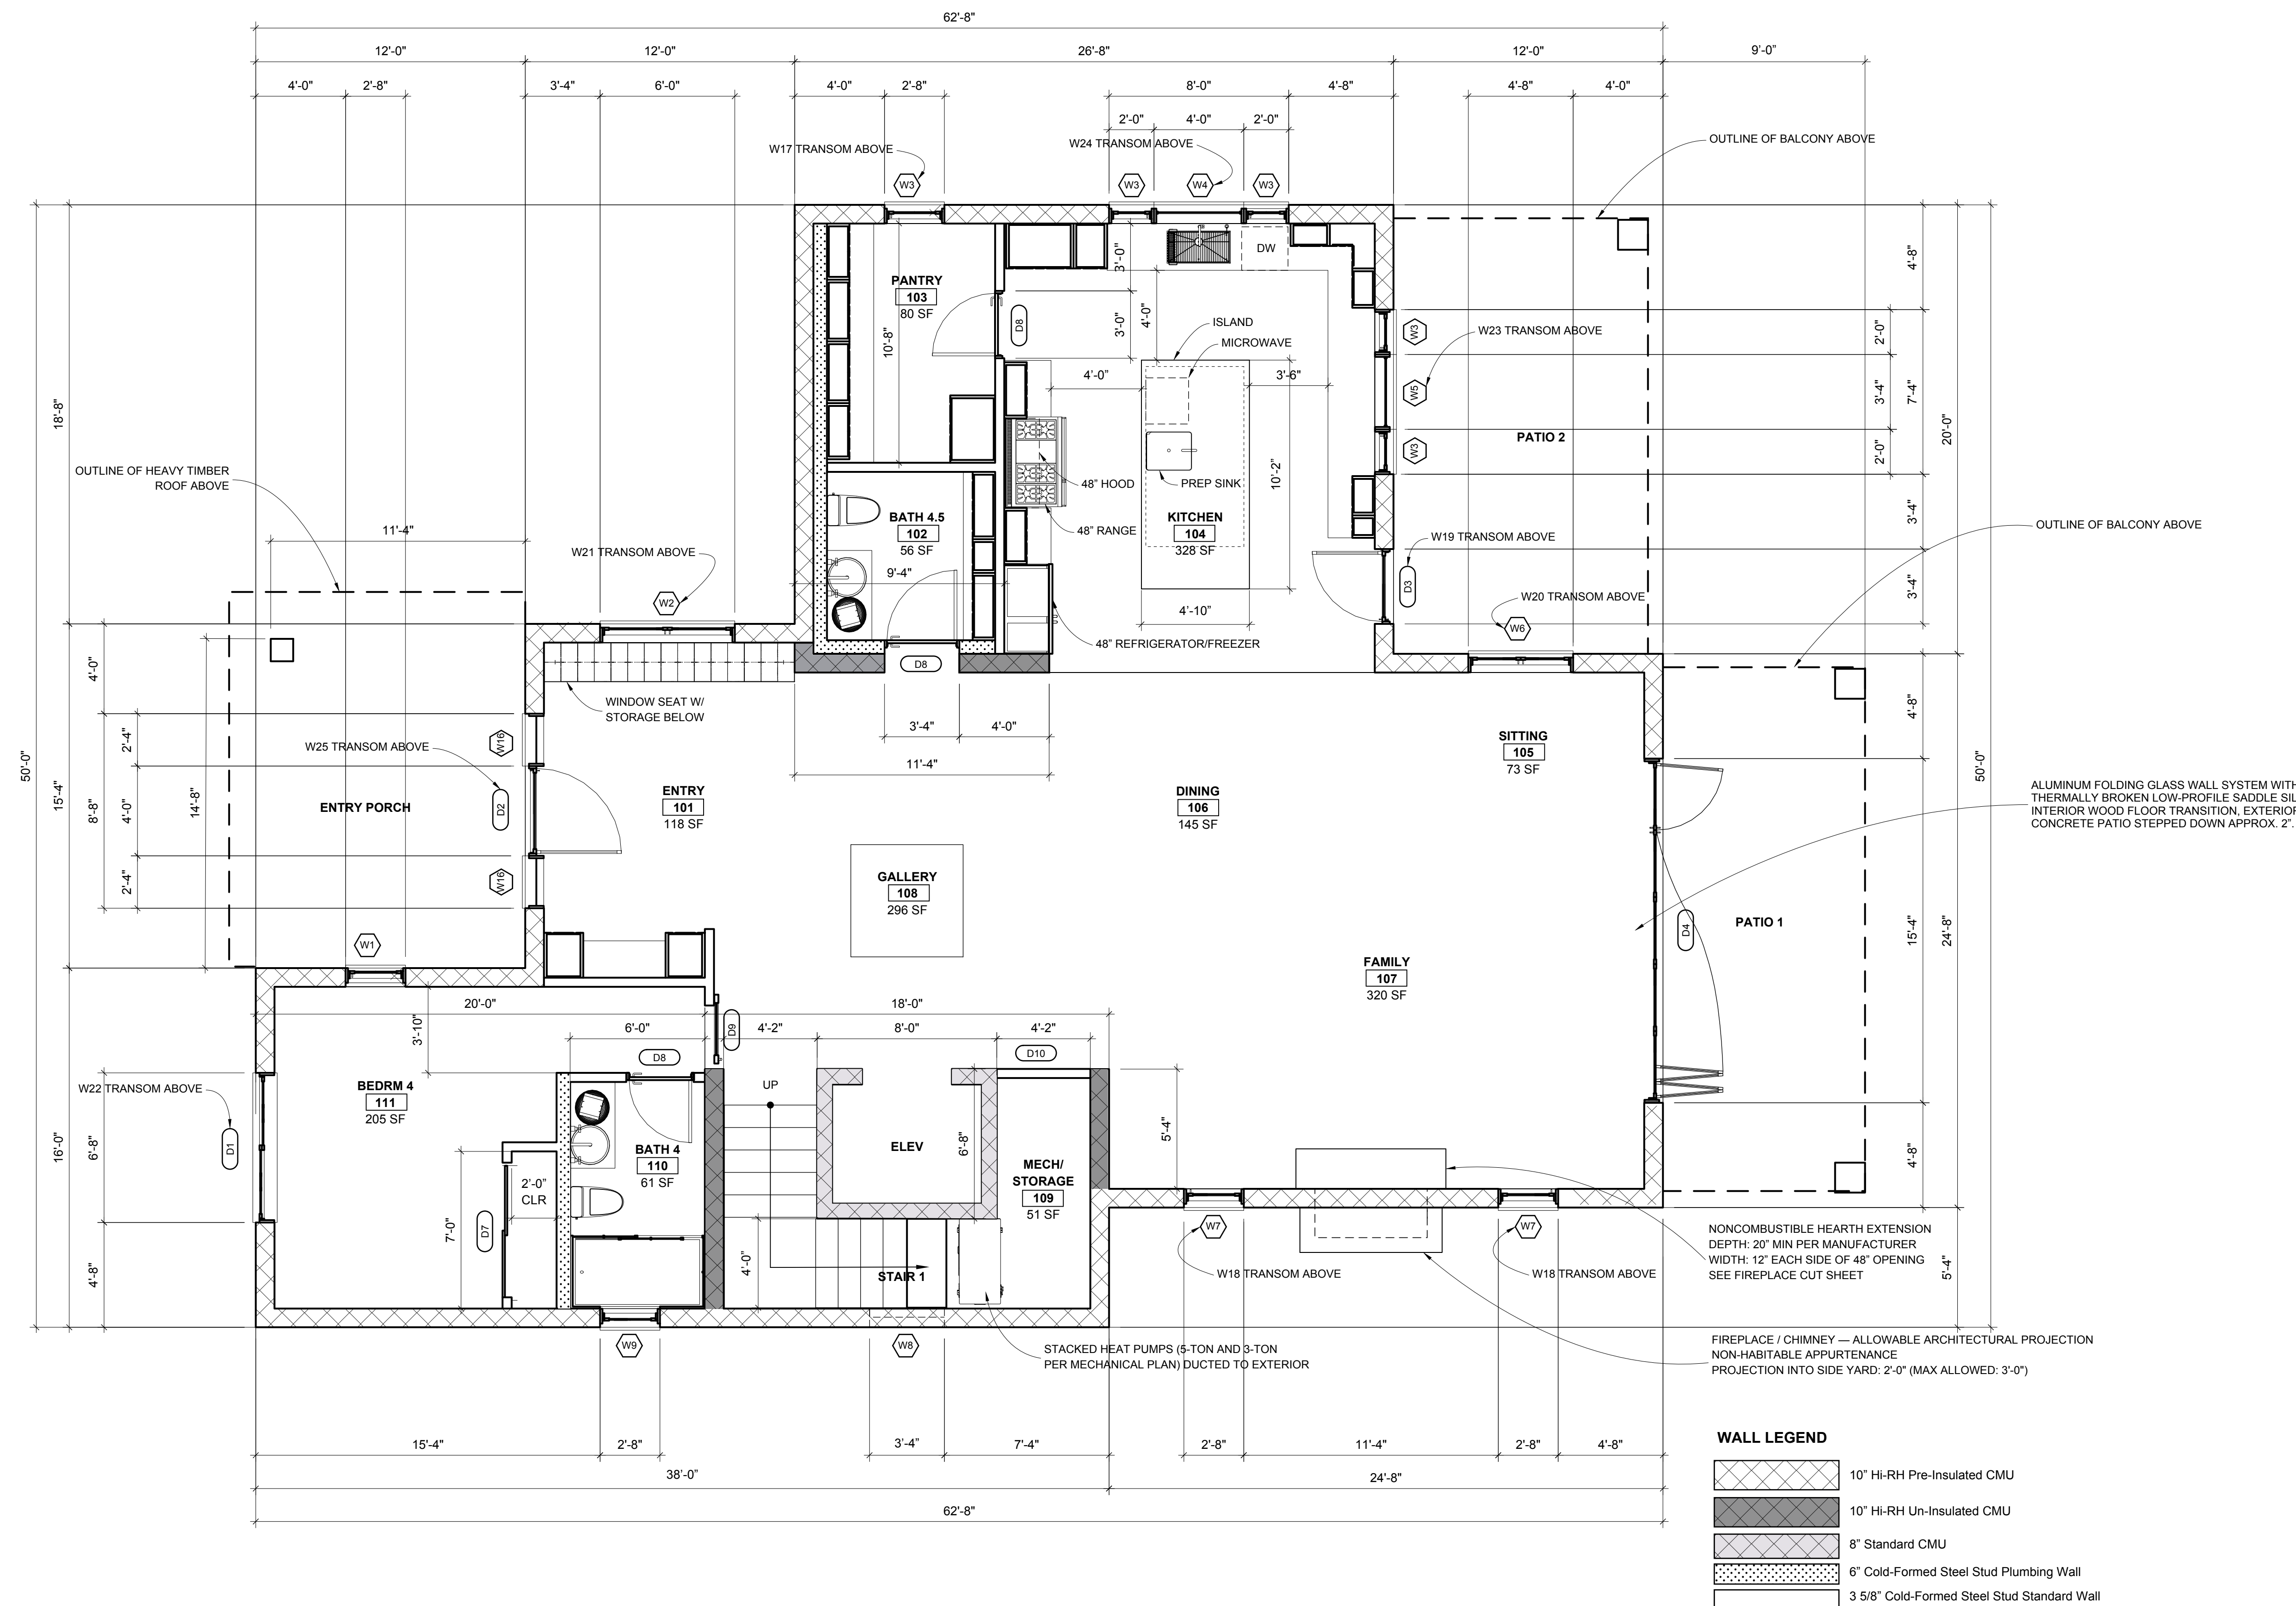 62'-8"
12'-0"
12'-0"
26'-8"
12'-0"
9'-0"
4'-0"
2'-8"
3'-4"
6'-0"
4'-0"
2'-8"
8'-0"
4'-8"
4'-8"
4'-0"
2'-0"
4'-0"
2'-0"
W17 TRANSOM ABOVE
W24 TRANSOM ABOVE
OUTLINE OF BALCONY ABOVE
W3
W3
W4
W3
DW
PANTRY
103
80 SF
10'-8"
D8
3'-0"
3'-0"
4'-0"
ISLAND
MICROWAVE
4'-0"
3'-6"
W3
W5
W3
W23 TRANSOM ABOVE
4'-8"
2'-0"
3'-4"
7'-4"
2'-0"
20'-0"
3'-4"
3'-4"
18'-8"
PATIO 2
OUTLINE OF HEAVY TIMBER
ROOF ABOVE
48" HOOD
PREP SINK
10'-2"
BATH 4.5
102
56 SF
KITCHEN
104
328 SF
48" RANGE
W19 TRANSOM ABOVE
OUTLINE OF BALCONY ABOVE
11'-4"
W21 TRANSOM ABOVE
9'-4"
D3
W2
4'-10"
W20 TRANSOM ABOVE
W6
48" REFRIGERATOR/FREEZER
D8
4'-0"
WINDOW SEAT W/
STORAGE BELOW
3'-4"
4'-0"
4'-8"
2'-4"
W16
W25 TRANSOM ABOVE
SITTING
105
73 SF
11'-4"
50'-0"
15'-4"
8'-8"
4'-0"
14'-8"
50'-0"
ENTRY PORCH
D2
ENTRY
101
118 SF
DINING
106
145 SF
ALUMINUM FOLDING GLASS WALL SYSTEM WITH
THERMALLY BROKEN LOW-PROFILE SADDLE SIL
INTERIOR WOOD FLOOR TRANSITION, EXTERIOR
CONCRETE PATIO STEPPED DOWN APPROX. 2".
2'-4"
W16
GALLERY
108
296 SF
D4
PATIO 1
15'-4"
24'-8"
W1
FAMILY
107
320 SF
20'-0"
18'-0"
3'-10"
6'-0"
D9
4'-2"
8'-0"
4'-2"
D8
D10
W22 TRANSOM ABOVE
BEDRM 4
111
205 SF
UP
D1
16'-0"
6'-8"
5'-4"
ELEV
6'-8"
BATH 4
110
61 SF
MECH/
STORAGE
109
51 SF
4'-8"
2'-0"
CLR
7'-0"
D7
W7
W7
NONCOMBUSTIBLE HEARTH EXTENSION
DEPTH: 20" MIN PER MANUFACTURER
WIDTH: 12" EACH SIDE OF 48" OPENING
SEE FIREPLACE CUT SHEET
4'-8"
4'-0"
STAIR 1
W18 TRANSOM ABOVE
W18 TRANSOM ABOVE
5'-4"
W9
W8
STACKED HEAT PUMPS (5-TON AND 3-TON
PER MECHANICAL PLAN) DUCTED TO EXTERIOR
FIREPLACE / CHIMNEY — ALLOWABLE ARCHITECTURAL PROJECTION
NON-HABITABLE APPURTENANCE
PROJECTION INTO SIDE YARD: 2'-0" (MAX ALLOWED: 3'-0")
15'-4"
2'-8"
3'-4"
7'-4"
2'-8"
11'-4"
2'-8"
4'-8"
38'-0"
24'-8"
62'-8"
WALL LEGEND
10" Hi-RH Pre-Insulated CMU
10" Hi-RH Un-Insulated CMU
8" Standard CMU
6" Cold-Formed Steel Stud Plumbing Wall
3 5/8" Cold-Formed Steel Stud Standard Wall